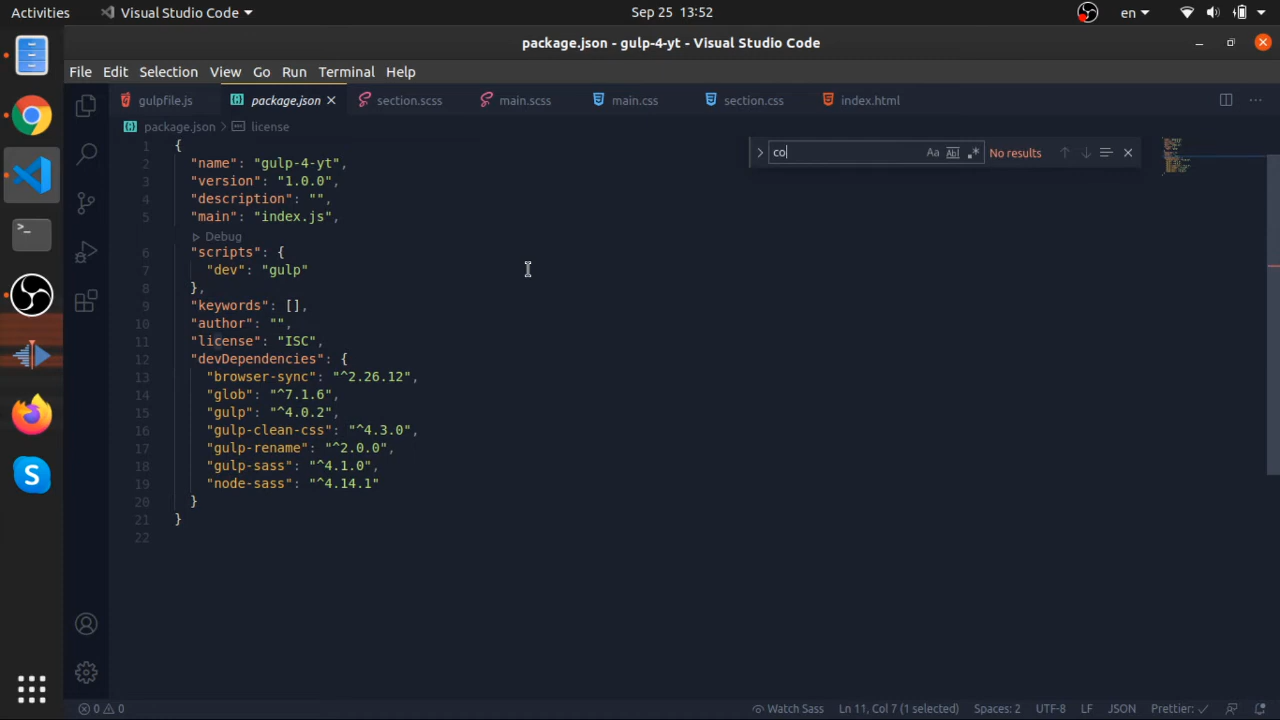 Activities Visual Studio Code Sep 25 13:52 en
package.json - gulp-4-yt - Visual Studio Code
File Edit Selection View Go Run Terminal Help
gulpfile.js package.json section.scss main.scss main.css section.css index.html
package.json license
co Aa Abl .* No results
1 {
2 "name": "gulp-4-yt",
3 "version": "1.0.0",
4 "description": "",
5 "main": "index.js",
Debug
6 "scripts": {
7 "dev": "gulp"
8 },
9 "keywords": [],
10 "author": "",
11 "license": "ISC",
12 "devDependencies": {
13 "browser-sync": "^2.26.12",
14 "glob": "^7.1.6",
15 "gulp": "^4.0.2",
16 "gulp-clean-css": "^4.3.0",
17 "gulp-rename": "^2.0.0",
18 "gulp-sass": "^4.1.0",
19 "node-sass": "^4.14.1"
20 }
21 }
22
0 0 Watch Sass Ln 11, Col 7 (1 selected) Spaces: 2 UTF-8 LF JSON Prettier: ✓